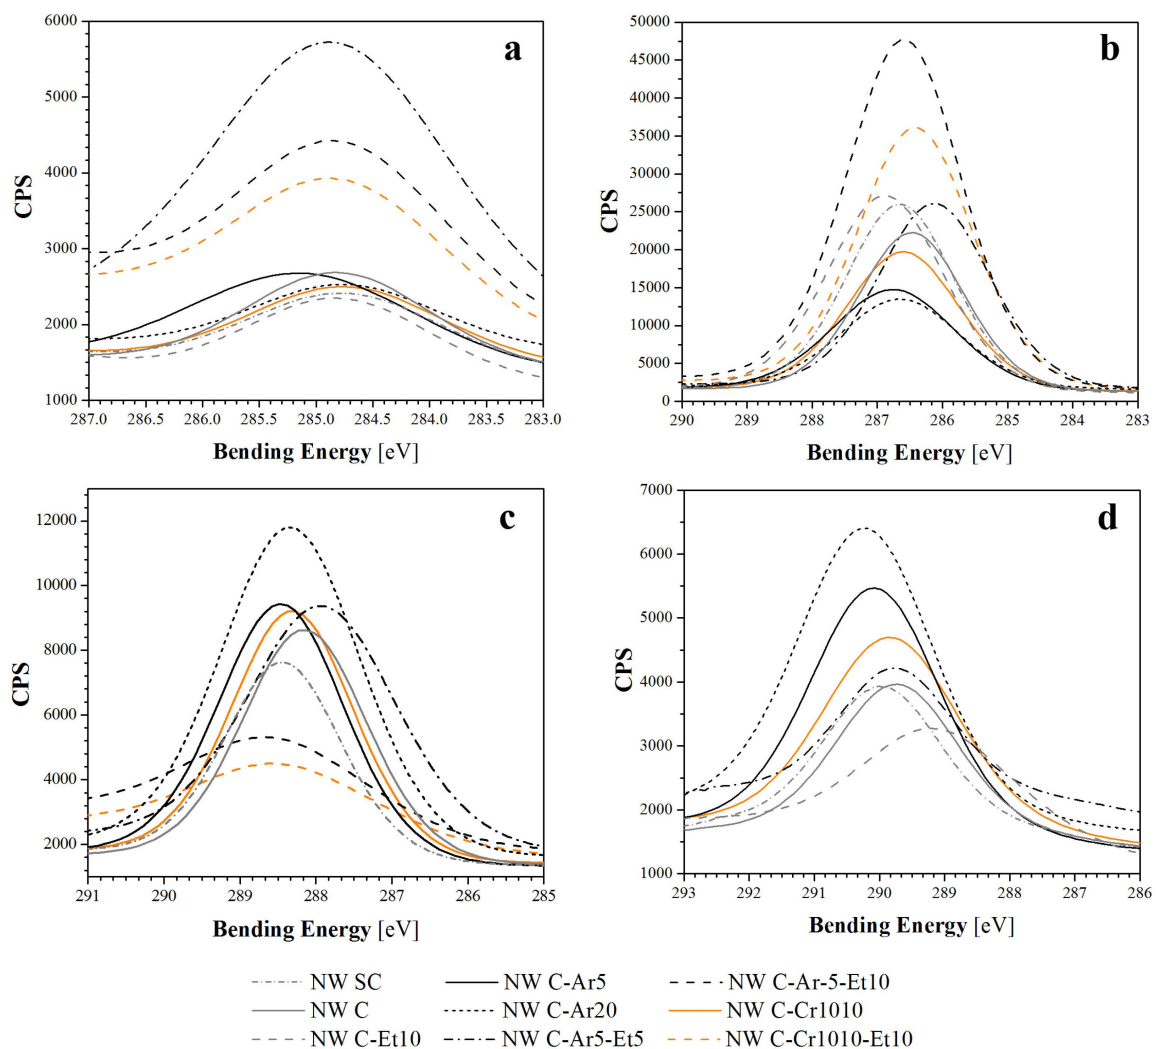 a
6000
5000
4000
3000
2000
1000
CPS
287.0 286.5 286.0 285.5 285.0 284.5 284.0 283.5 283.0
Bending Energy [eV]
b
50000
45000
40000
35000
30000
25000
20000
15000
10000
5000
0
CPS
290 289 288 287 286 285 284 283
Bending Energy [eV]
c
12000
10000
8000
6000
4000
2000
CPS
291 290 289 288 287 286 285
Bending Energy [eV]
d
7000
6000
5000
4000
3000
2000
1000
CPS
293 292 291 290 289 288 287 286
Bending Energy [eV]
NW SC NW C-Ar5 NW C-Ar-5-Et10
NW C NW C-Ar20 NW C-Cr1010
NW C-Et10 NW C-Ar5-Et5 NW C-Cr1010-Et10